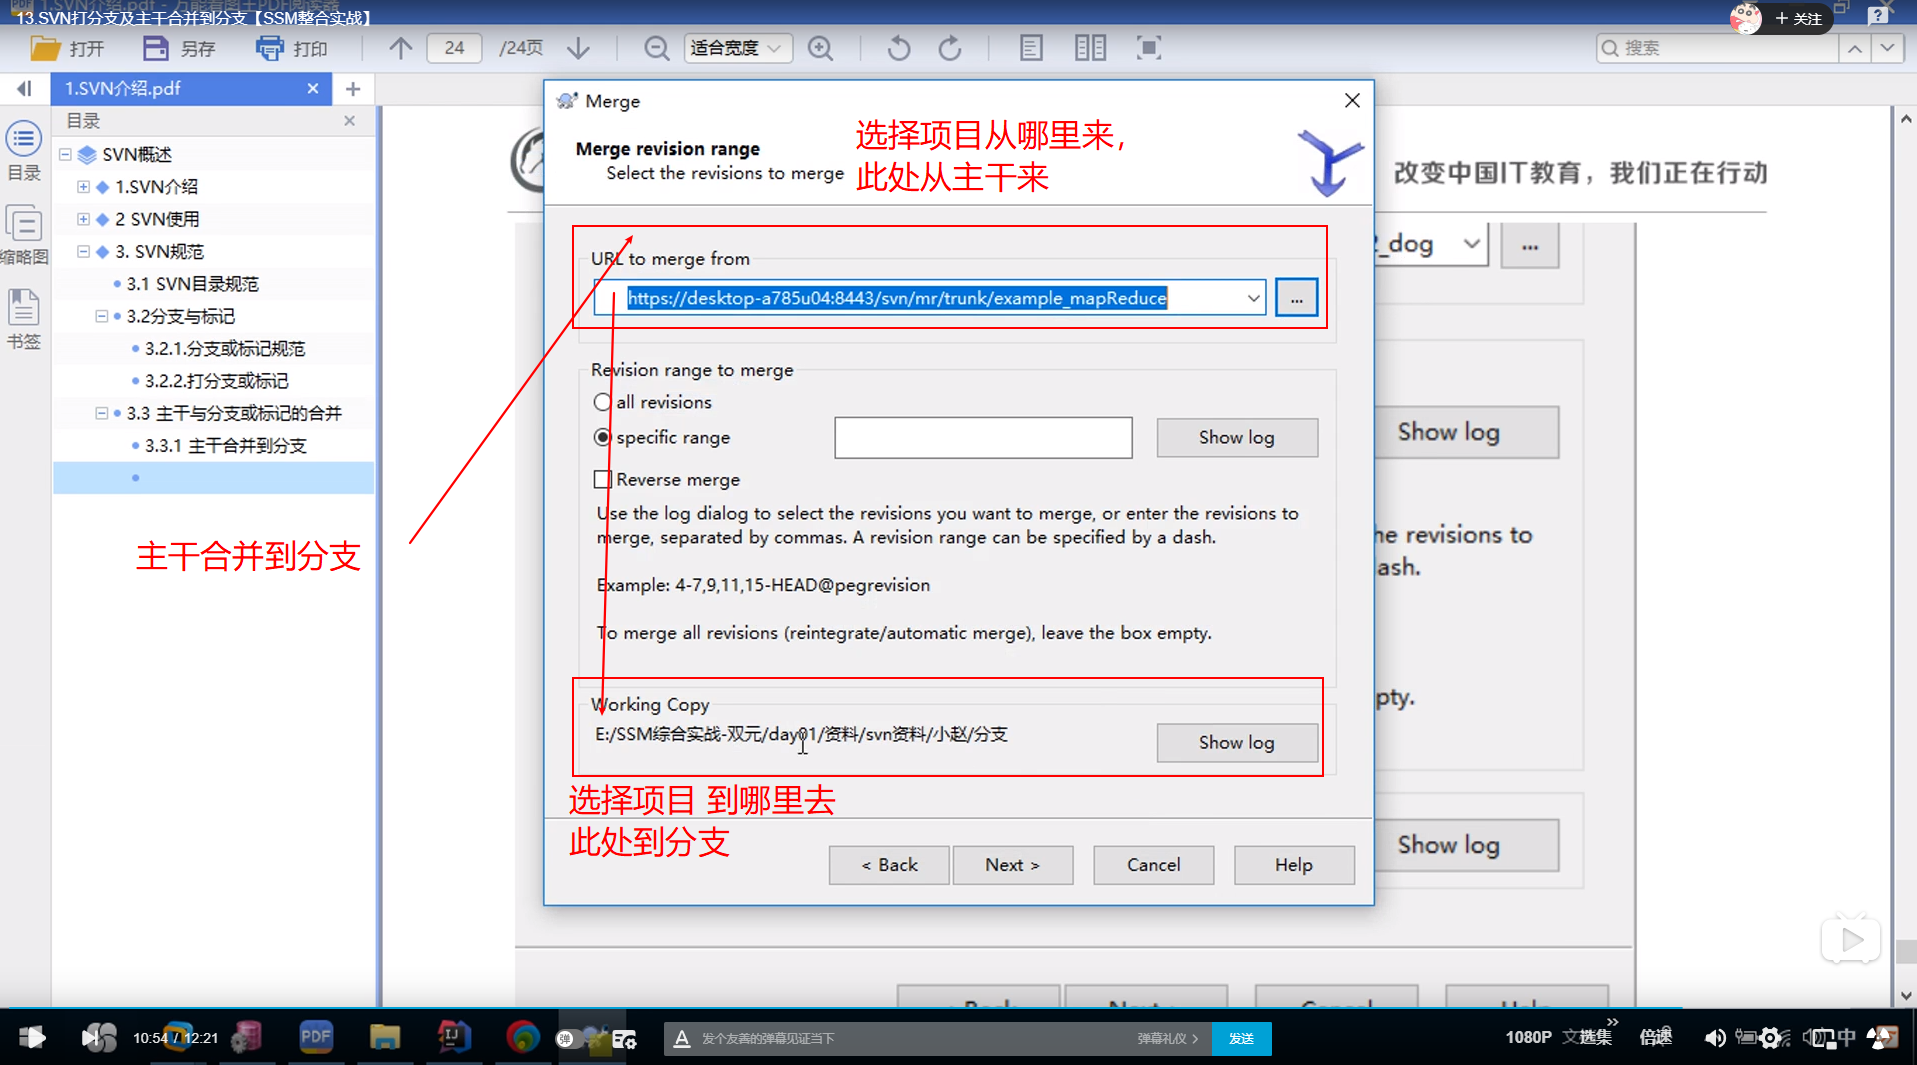 13.SVN打分支及主干合并到分支【SSM整合实战】
+ 关注
打开
另存
打印
24
/24页
适合宽度
搜索
1.SVN介绍.pdf
目录
目录
缩略图
书签
SVN概述
1.SVN介绍
2 SVN使用
3. SVN规范
3.1 SVN目录规范
3.2分支与标记
3.2.1.分支或标记规范
3.2.2.打分支或标记
3.3 主干与分支或标记的合并
3.3.1 主干合并到分支
主干合并到分支
Merge
Merge revision range
Select the revisions to merge
选择项目从哪里来，
此处从主干来
改变中国IT教育，我们正在行动
URL to merge from
https://desktop-a785u04:8443/svn/mr/trunk/example_mapReduce
...
_dog
...
Revision range to merge
all revisions
specific range
Show log
Show log
Reverse merge
Use the log dialog to select the revisions you want to merge, or enter the revisions to
merge, separated by commas. A revision range can be specified by a dash.
he revisions to
ash.
Example: 4-7,9,11,15-HEAD@pegrevision
To merge all revisions (reintegrate/automatic merge), leave the box empty.
pty.
Working Copy
E:/SSM综合实战-双元/day01/资料/svn资料/小赵/分支
Show log
选择项目 到哪里去
此处到分支
Show log
< Back
Next >
Cancel
Help
10:54 / 12:21
PDF
IJ
弹
发个友善的弹幕见证当下
弹幕礼仪 >
发送
1080P
选集
倍速
中